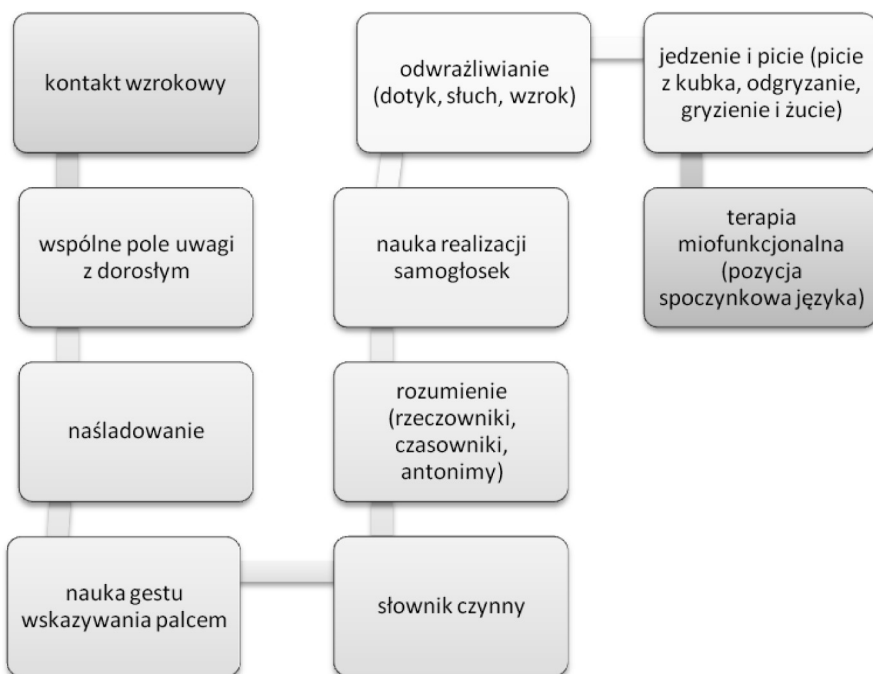 kontakt wzrokowy
wspólne pole uwagi
z dorosłym
naśladowanie
nauka gestu
wskazywania palcem
słownik czynny
rozumienie
(rzeczowniki,
czasowniki,
antonimy)
nauka realizacji
samogłosek
odwrażliwianie
(dotyk, słuch, wzrok)
jedzenie i picie (picie
z kubka, odgryzanie,
gryzienie i żucie)
terapia
miofunkcjonalna
(pozycja
spoczynkowa języka)